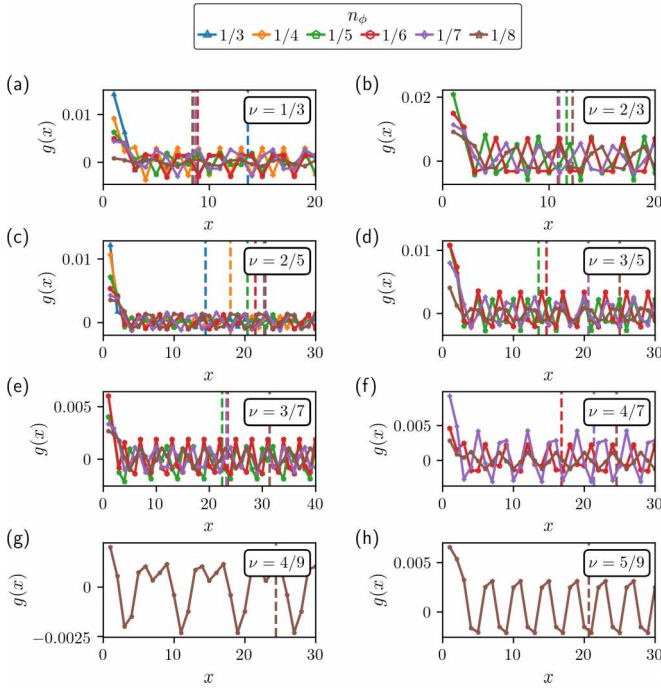 n_ϕ
1/3 1/4 1/5 1/6 1/7 1/8
(a)
g(x)
0.01
0
ν = 1/3
0 10 20
x
(b)
g(x)
0.02
0
ν = 2/3
0 10 20
x
(c)
g(x)
0.01
0
ν = 2/5
0 10 20 30
x
(d)
g(x)
0.01
0
ν = 3/5
0 10 20 30
x
(e)
g(x)
0.005
0
ν = 3/7
0 10 20 30 40
x
(f)
g(x)
0.005
0
ν = 4/7
0 10 20 30
x
(g)
g(x)
0
−0.0025
ν = 4/9
0 10 20 30
x
(h)
g(x)
0.005
0
ν = 5/9
0 10 20 30
x